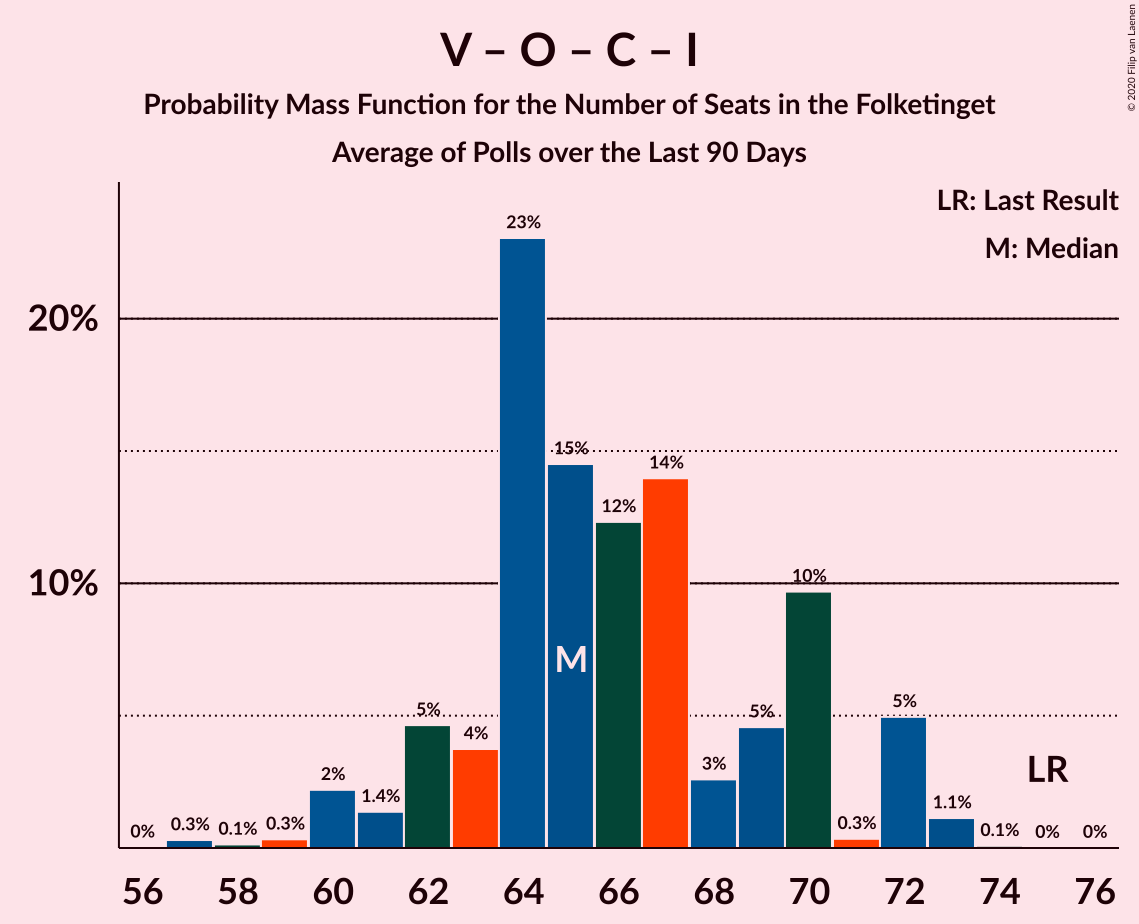 V – O – C – I
Probability Mass Function for the Number of Seats in the Folketinget
Average of Polls over the Last 90 Days
© 2020 Filip van Laenen
LR: Last Result
M: Median
20%
10%
0%
0.3%
0.1%
0.3%
2%
1.4%
5%
4%
23%
15%
12%
14%
3%
5%
10%
0.3%
5%
1.1%
0.1%
0%
0%
M
LR
56 58 60 62 64 66 68 70 72 74 76